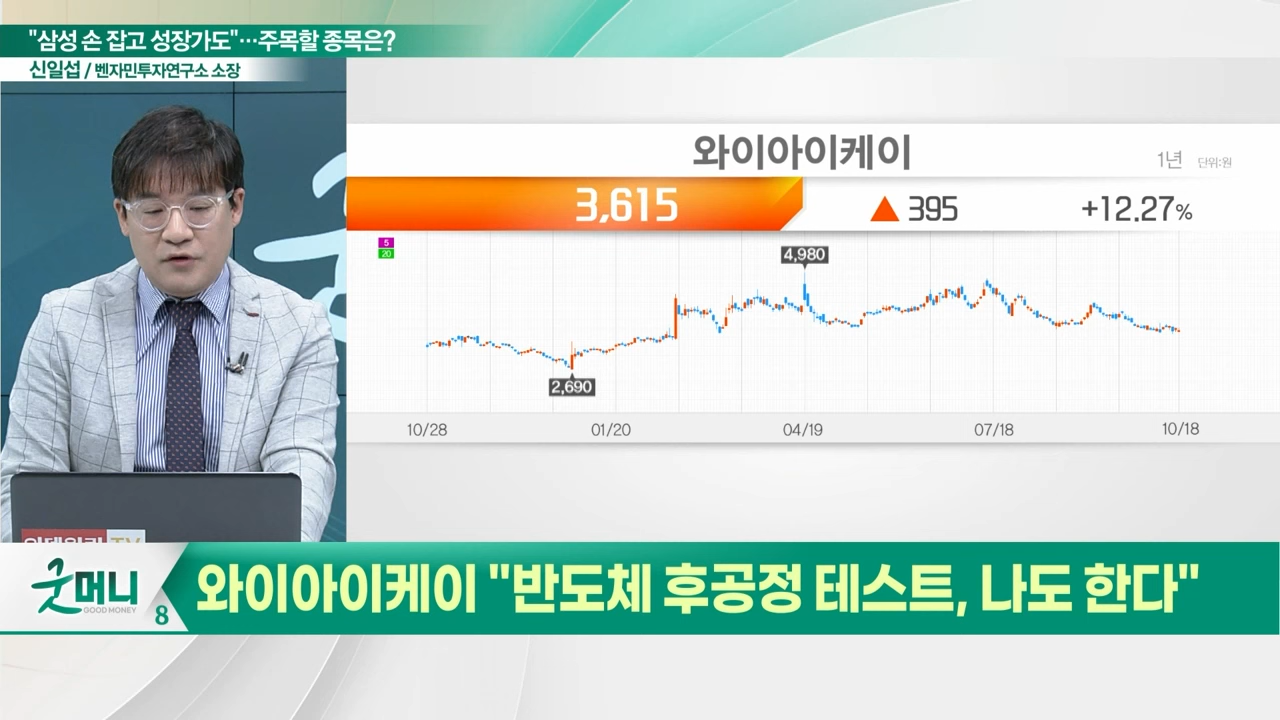 "삼성 손 잡고 성장가도"…주목할 종목은?
신일섭 / 벤자민투자연구소 소장
와이아이케이
1년 단위:원
3,615 ▲ 395 +12.27%
5
20
4,980
2,690
10/28 01/20 04/19 07/18 10/18
굿머니
GOOD MONEY
8
와이아이케이 "반도체 후공정 테스트, 나도 한다"